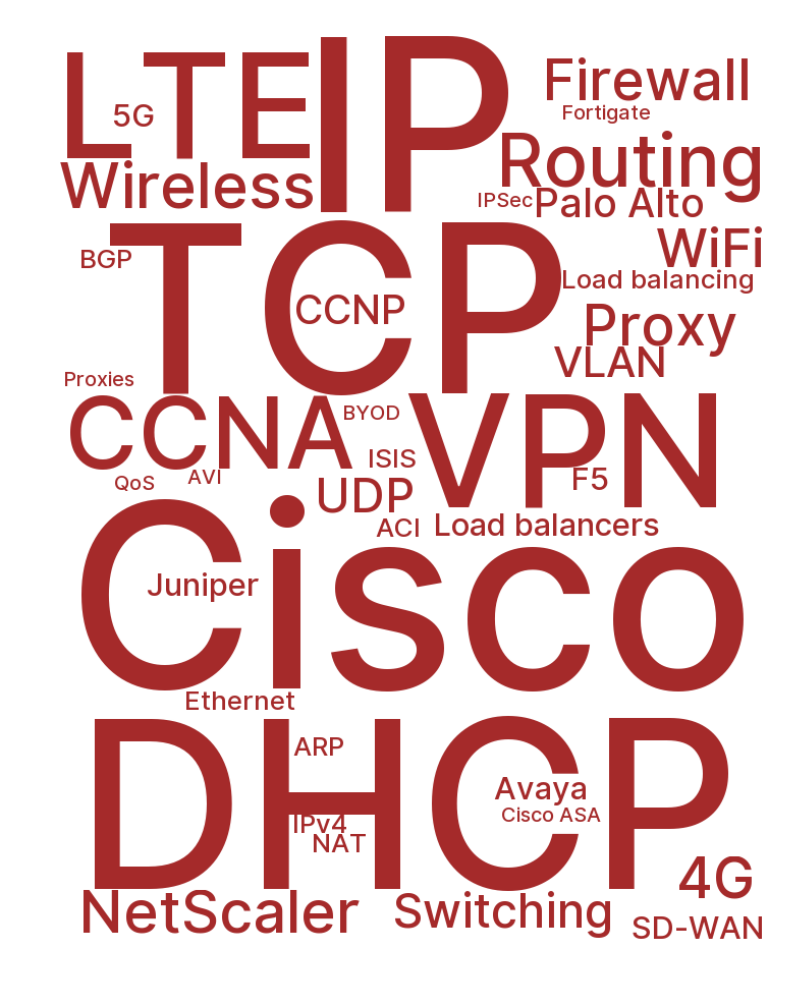 LTE
IP
Firewall
5G
Fortigate
Routing
Wireless
IPSec
Palo Alto
TCP
WiFi
BGP
Load balancing
CCNP
Proxy
VLAN
Proxies
CCNA
BYOD
VPN
ISIS
QoS
AVI
F5
UDP
ACI
Load balancers
Cisco
Juniper
Ethernet
DHCP
ARP
Avaya
Cisco ASA
IPv4
NAT
4G
NetScaler
Switching
SD-WAN